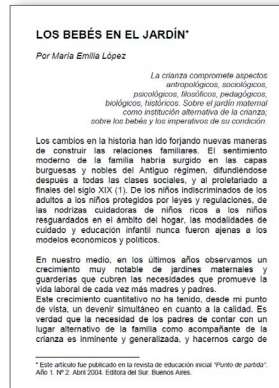 LOS BEBÉS EN EL JARDÍN*
Por María Emilia López
La crianza compromete aspectos
antropológicos, sociológicos,
psicológicos, filosóficos, pedagógicos,
biológicos, históricos. Sobre el jardín maternal
como institución alternativa de la crianza;
sobre los bebés y los imperativos de su condición
Los cambios en la historia han ido forjando nuevas maneras
de construir las relaciones familiares. El sentimiento
moderno de la familia habría surgido en las capas
burguesas y nobles del Antiguo régimen, difundiéndose
después a todas las clases sociales, y al proletariado a
finales del siglo XIX (1). De los niños indiscriminados de los
adultos a los niños protegidos por leyes y regulaciones, de
las nodrizas cuidadoras de niños ricos a los niños
resguardados en el ámbito del hogar, las modalidades de
cuidado y educación infantil nunca fueron ajenas a los
modelos económicos y políticos.
En nuestro medio, en los últimos años observamos un
crecimiento muy notable de jardines maternales y
guarderías que cubren las necesidades que promueve la
vida laboral de cada vez más madres y padres.
Este crecimiento cuantitativo no ha tenido, desde mi punto
de vista, un devenir simultáneo en cuanto a la calidad. Es
verdad que la necesidad de los padres de contar con un
lugar alternativo de la familia como acompañante de la
crianza es inminente y generalizada, y hacernos cargo de
* Este artículo fue publicado en la revista de educación inicial "Punto de partida".
Año 1. Nº 2. Abril 2004. Editora del Sur. Buenos Aires.